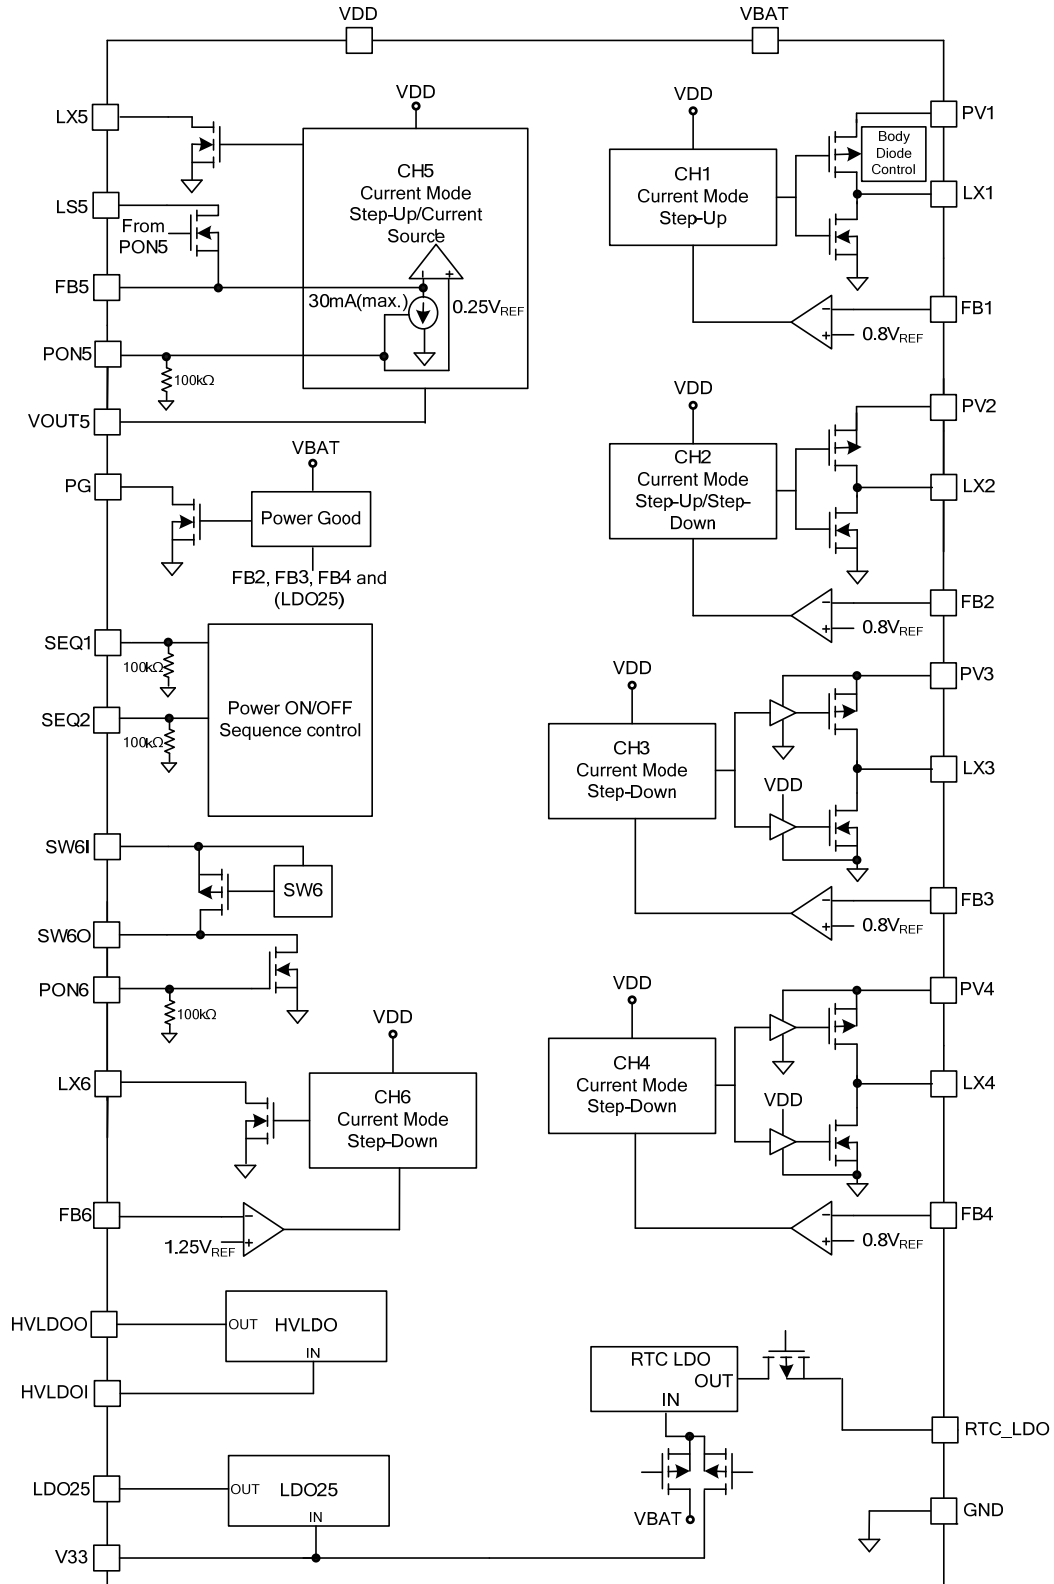 VDD
VBAT
LX5
LS5
From
PON5
FB5
PON5
100kΩ
VOUT5
VDD
CH5
Current Mode
Step-Up/Current
Source
30mA(max.)
0.25VREF
- +
PG
VBAT
Power Good
FB2, FB3, FB4 and
(LDO25)
SEQ1
100kΩ
SEQ2
100kΩ
Power ON/OFF
Sequence control
SW6I
SW6
SW6O
PON6
100kΩ
LX6
VDD
CH6
Current Mode
Step-Down
FB6
-
1.25VREF +
HVLDOO
OUT HVLDO
IN
HVLDOI
LDO25
OUT LDO25
IN
V33
VDD
CH1
Current Mode
Step-Up
PV1
Body
Diode
Control
LX1
FB1
-
+ 0.8VREF
VDD
CH2
Current Mode
Step-Up/Step-
Down
PV2
LX2
FB2
-
+ 0.8VREF
VDD
CH3
Current Mode
Step-Down
PV3
LX3
VDD
FB3
-
+ 0.8VREF
VDD
CH4
Current Mode
Step-Down
PV4
LX4
VDD
FB4
-
+ 0.8VREF
RTC LDO
OUT
IN
RTC_LDO
VBAT
GND